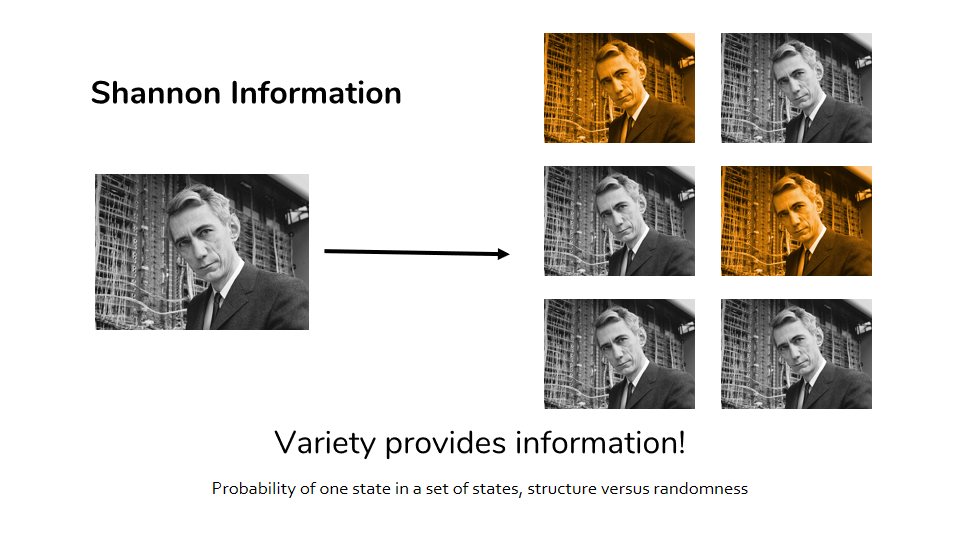 Shannon Information
Variety provides information!
Probability of one state in a set of states, structure versus randomness